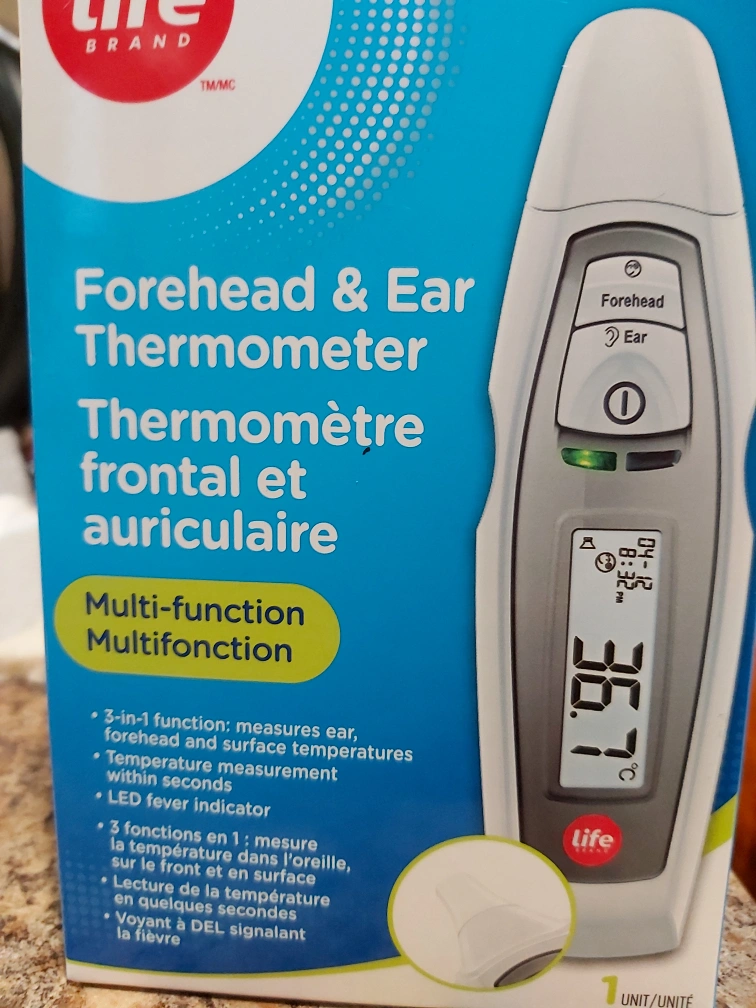 life
BRAND
TM/MC
Forehead & Ear
Thermometer
Thermomètre
frontal et
auriculaire
Multi-function
Multifonction
• 3-in-1 function: measures ear,
forehead and surface temperatures
• Temperature measurement
within seconds
• LED fever indicator
• 3 fonctions en 1 : mesure
la température dans l'oreille,
sur le front et en surface
• Lecture de la température
en quelques secondes
• Voyant à DEL signalant
la fièvre
Forehead
Ear
04-12
8:32 PM
36.7 °C
life
BRAND
1 UNIT/UNITÉ